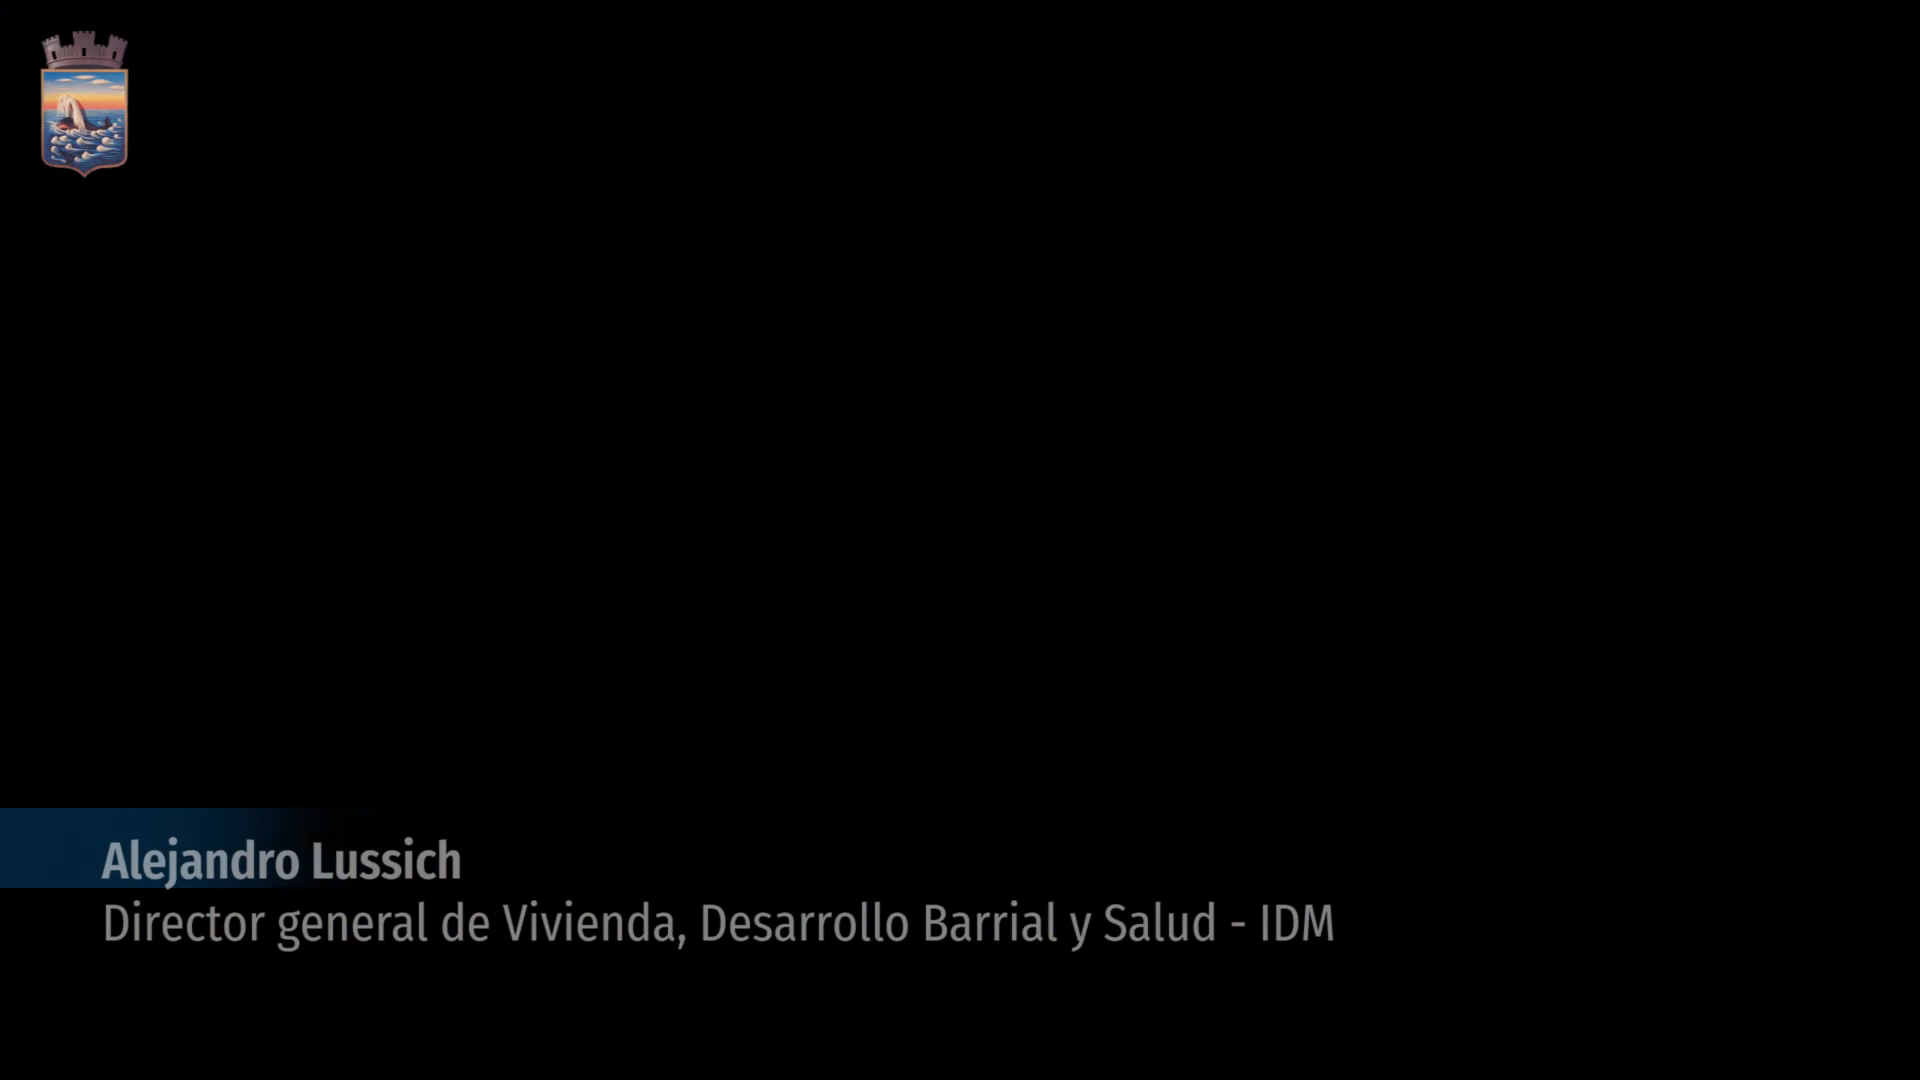 Alejandro Lussich
Director general de Vivienda, Desarrollo Barrial y Salud - IDM